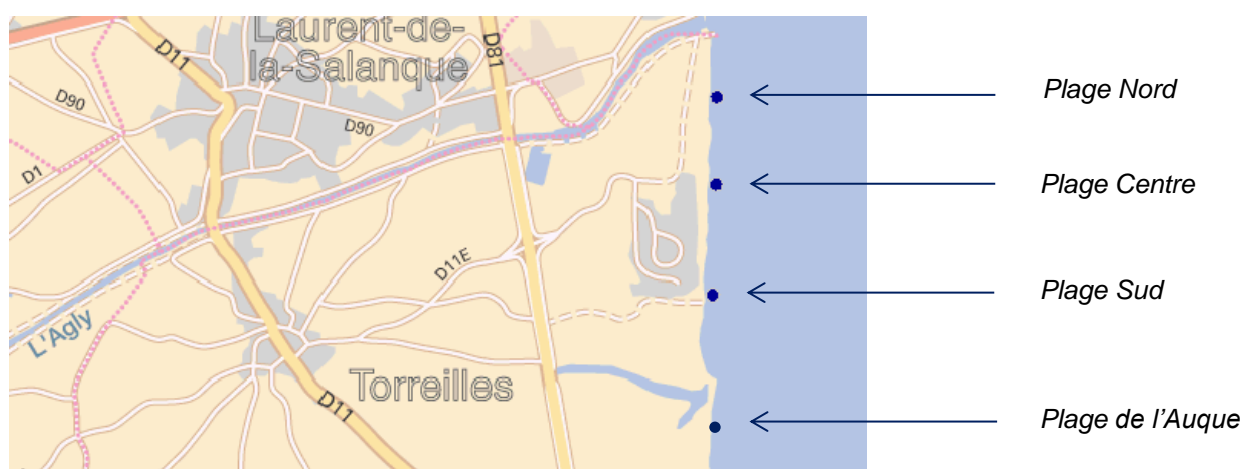 Laurent-de-
la-Salanque
D11
D81
D90
D90
D1
D11E
L'Agly
Torreilles
D11
Plage Nord
Plage Centre
Plage Sud
Plage de l'Auque